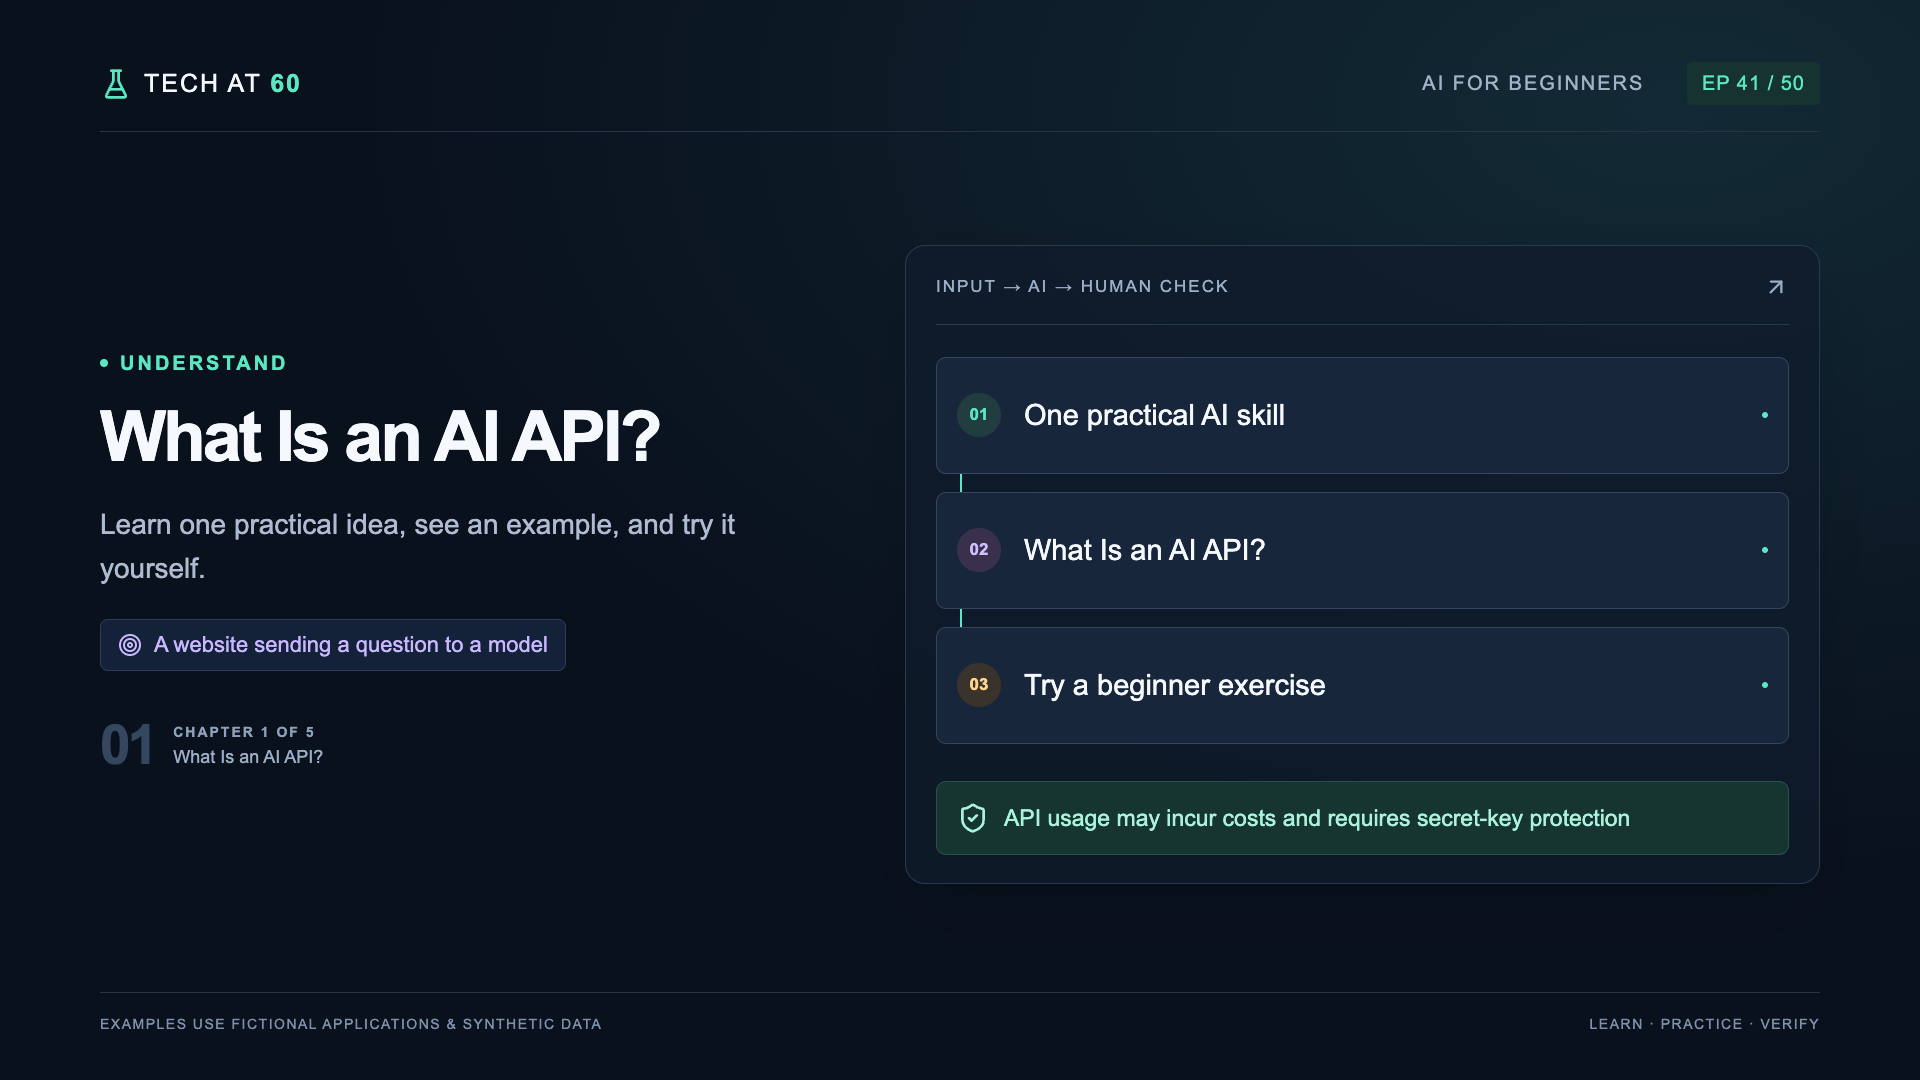 TECH AT 60
AI FOR BEGINNERS
EP 41 / 50
UNDERSTAND
What Is an AI API?
Learn one practical idea, see an example, and try it
yourself.
A website sending a question to a model
01
CHAPTER 1 OF 5
What Is an AI API?
INPUT → AI → HUMAN CHECK
01 One practical AI skill
02 What Is an AI API?
03 Try a beginner exercise
API usage may incur costs and requires secret-key protection
EXAMPLES USE FICTIONAL APPLICATIONS & SYNTHETIC DATA
LEARN · PRACTICE · VERIFY